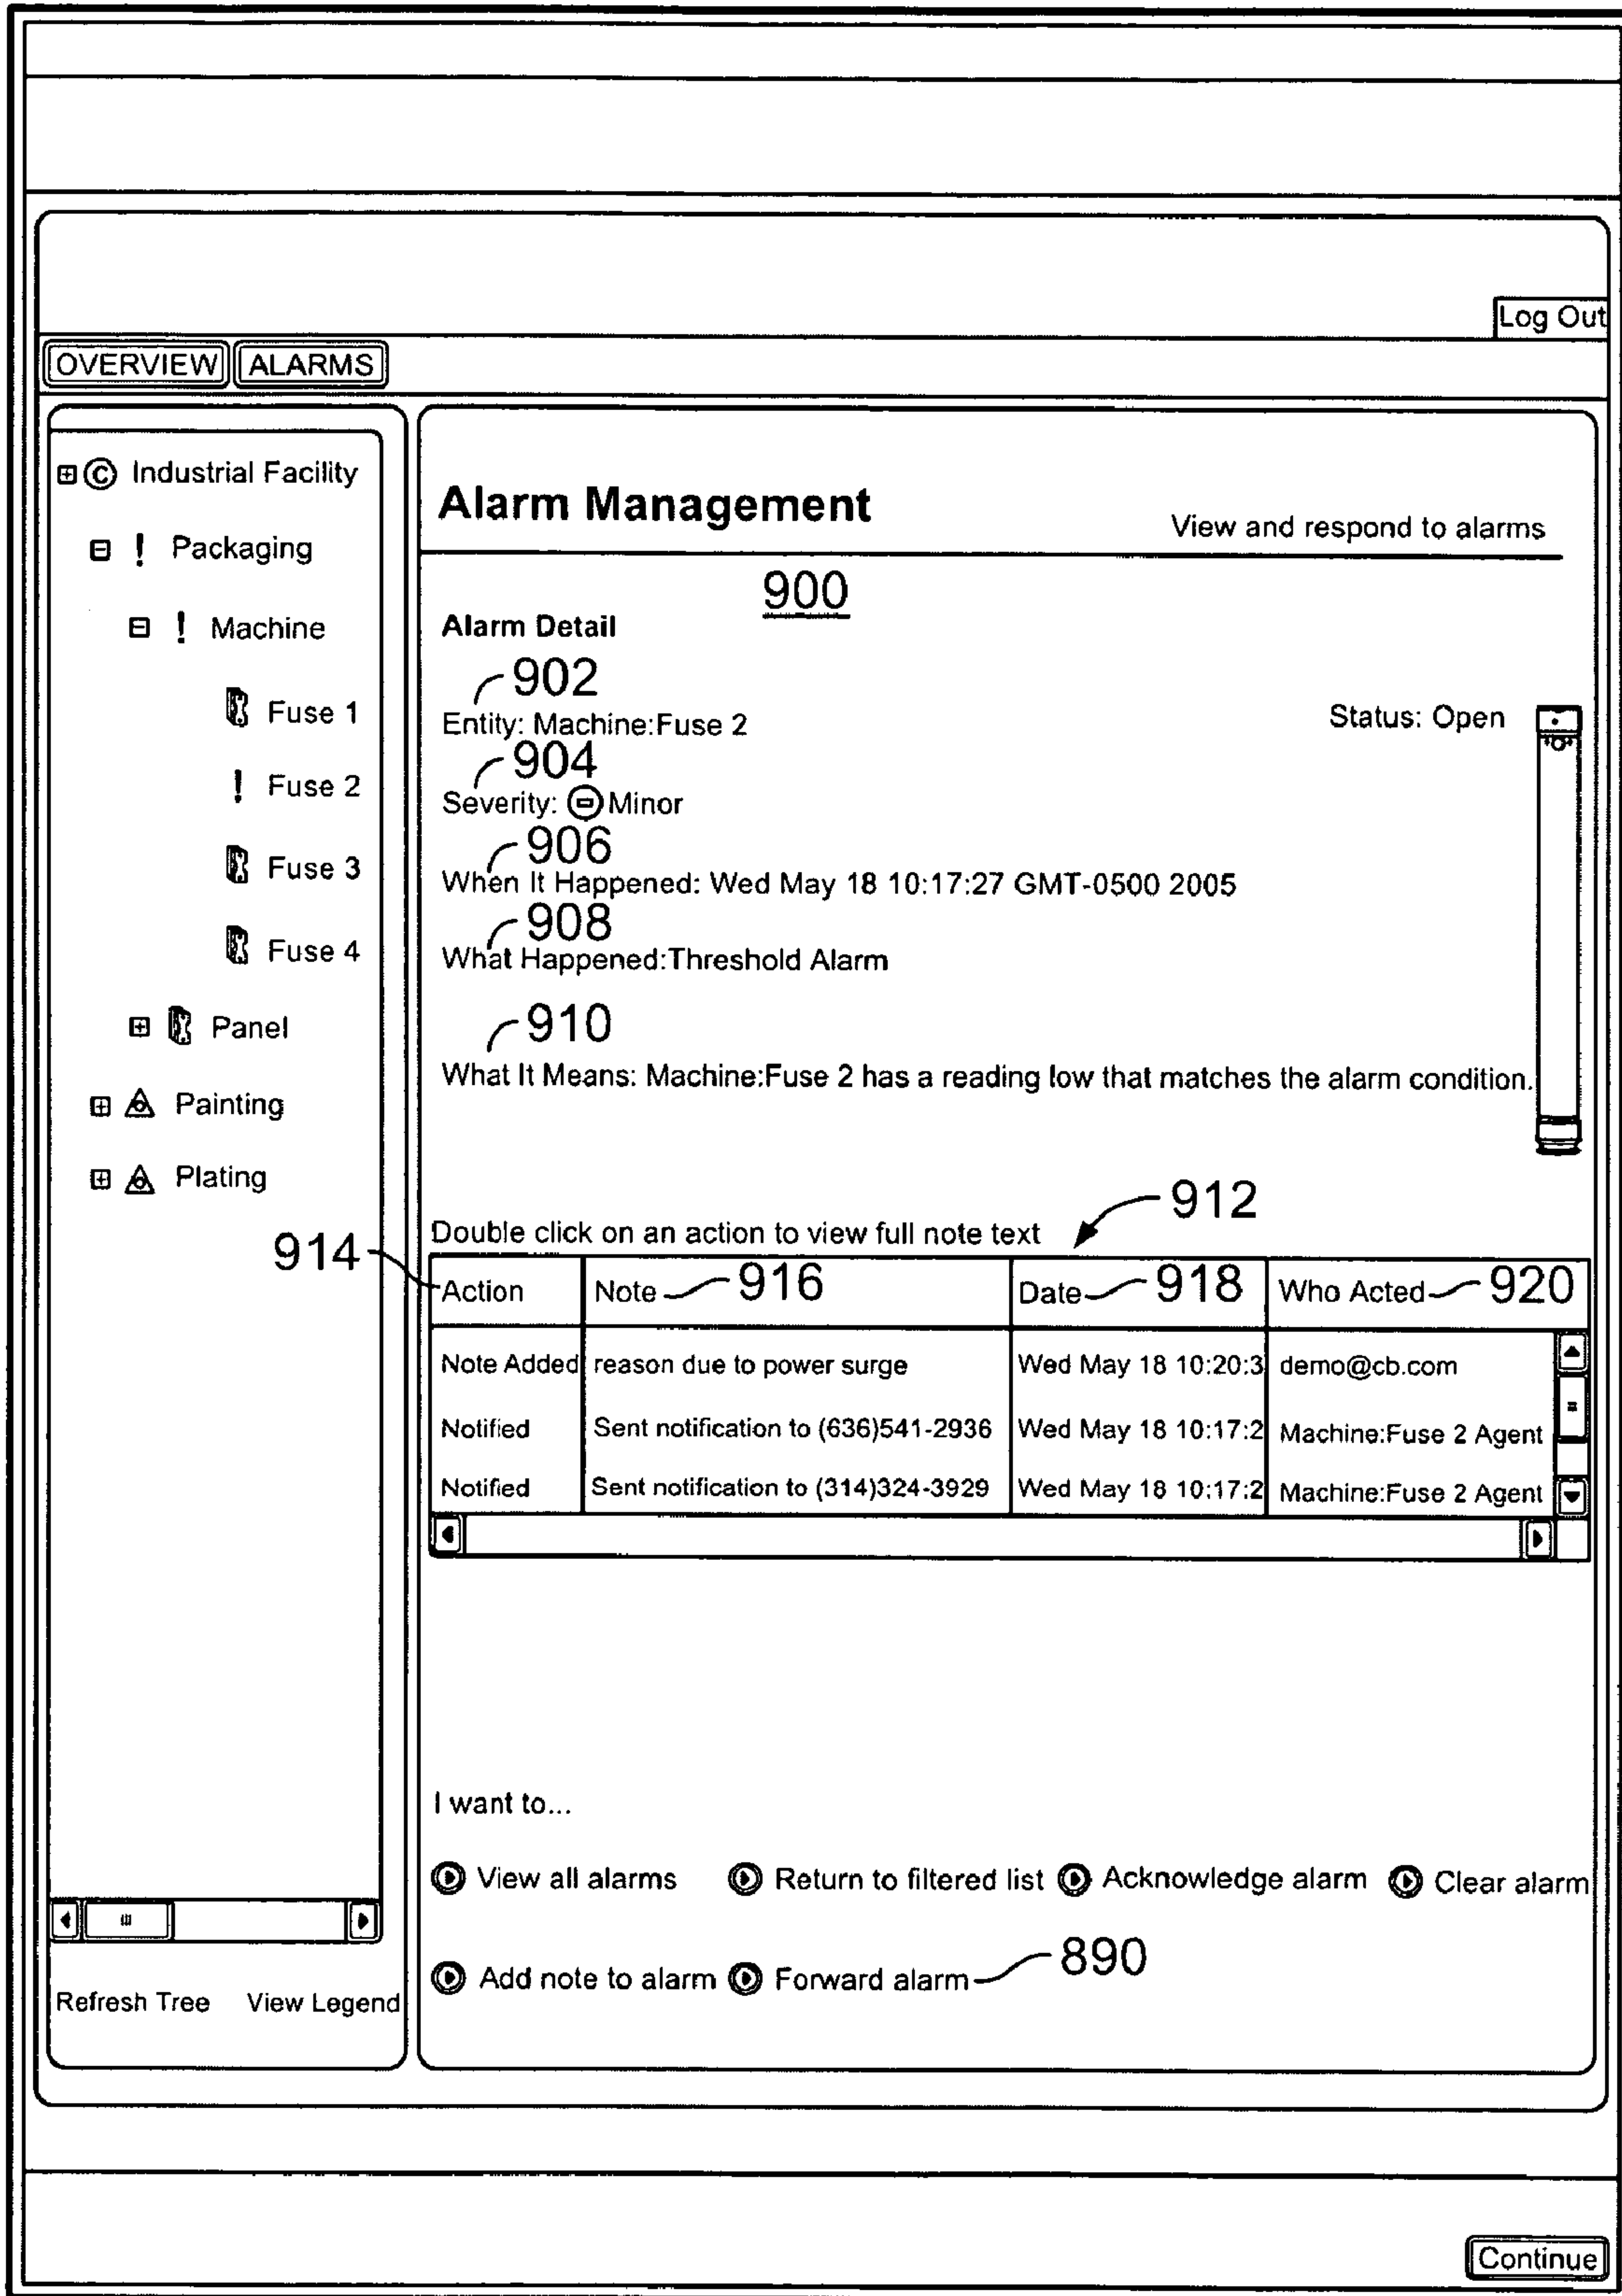 Log Out
OVERVIEW ALARMS
Industrial Facility
! Packaging
! Machine
Fuse 1
! Fuse 2
Fuse 3
Fuse 4
Panel
Painting
Plating
Refresh Tree View Legend
Alarm Management
View and respond to alarms
900
Alarm Detail
902
Entity: Machine:Fuse 2
Status: Open
904
Severity: Minor
906
When It Happened: Wed May 18 10:17:27 GMT-0500 2005
908
What Happened:Threshold Alarm
910
What It Means: Machine:Fuse 2 has a reading low that matches the alarm condition.
912
Double click on an action to view full note text
914
Action Note 916 Date 918 Who Acted 920
Note Added reason due to power surge Wed May 18 10:20:3 demo@cb.com
Notified Sent notification to (636)541-2936 Wed May 18 10:17:2 Machine:Fuse 2 Agent
Notified Sent notification to (314)324-3929 Wed May 18 10:17:2 Machine:Fuse 2 Agent
I want to...
View all alarms Return to filtered list Acknowledge alarm Clear alarm
Add note to alarm Forward alarm 890
Continue